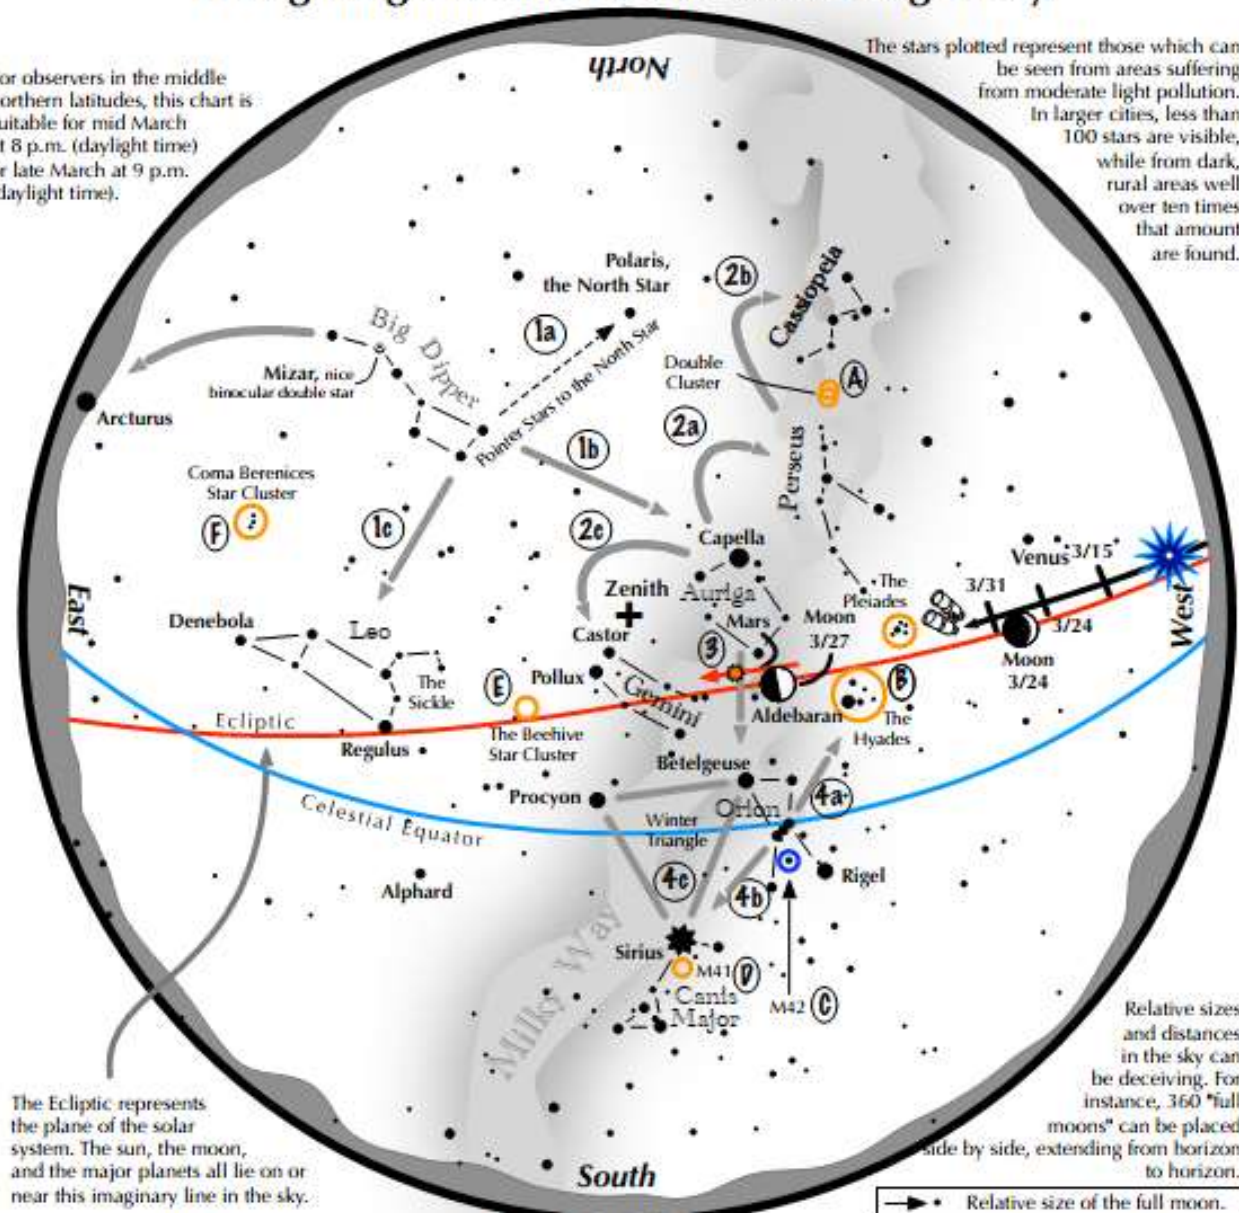 North
or observers in the middle
orthern latitudes, this chart is
uitable for mid March
t 8 p.m. (daylight time)
r late March at 9 p.m.
daylight time).
The stars plotted represent those which can
be seen from areas suffering
from moderate light pollution.
In larger cities, less than
100 stars are visible,
while from dark,
rural areas well
over ten times
that amount
are found.
Polaris,
the North Star
2b
Cassiopeia
1a
Big Dipper
Pointer Stars to the North Star
Mizar, nice
binocular double star
Double
Cluster
A
Arcturus
2a
1b
Perseus
Coma Berenices
Star Cluster
F
1c
2c
Capella
Auriga
Zenith
Venus
3/15
3/31
3/24
The
Pleiades
West
East
Denebola
Leo
The
Sickle
Castor
Pollux
Gemini
Mars
3
Moon
3/27
Moon
3/24
E
B
Aldebaran
The
Hyades
Ecliptic
Regulus
The Beehive
Star Cluster
Betelgeuse
Procyon
Orion
4a
Celestial Equator
Winter
Triangle
Alphard
4c
4b
Rigel
Sirius
M41
D
Canis
Major
M42
C
Milky Way
Relative sizes
and distances
in the sky can
be deceiving. For
instance, 360 "full
moons" can be placed
side by side, extending from horizon
to horizon.
The Ecliptic represents
the plane of the solar
system. The sun, the moon,
and the major planets all lie on or
near this imaginary line in the sky.
South
Relative size of the full moon.